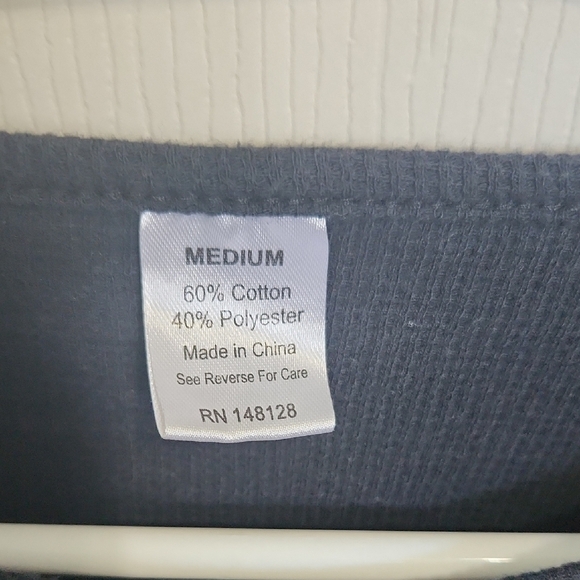 MEDIUM
60% Cotton
40% Polyester
Made in China
See Reverse For Care
RN 148128